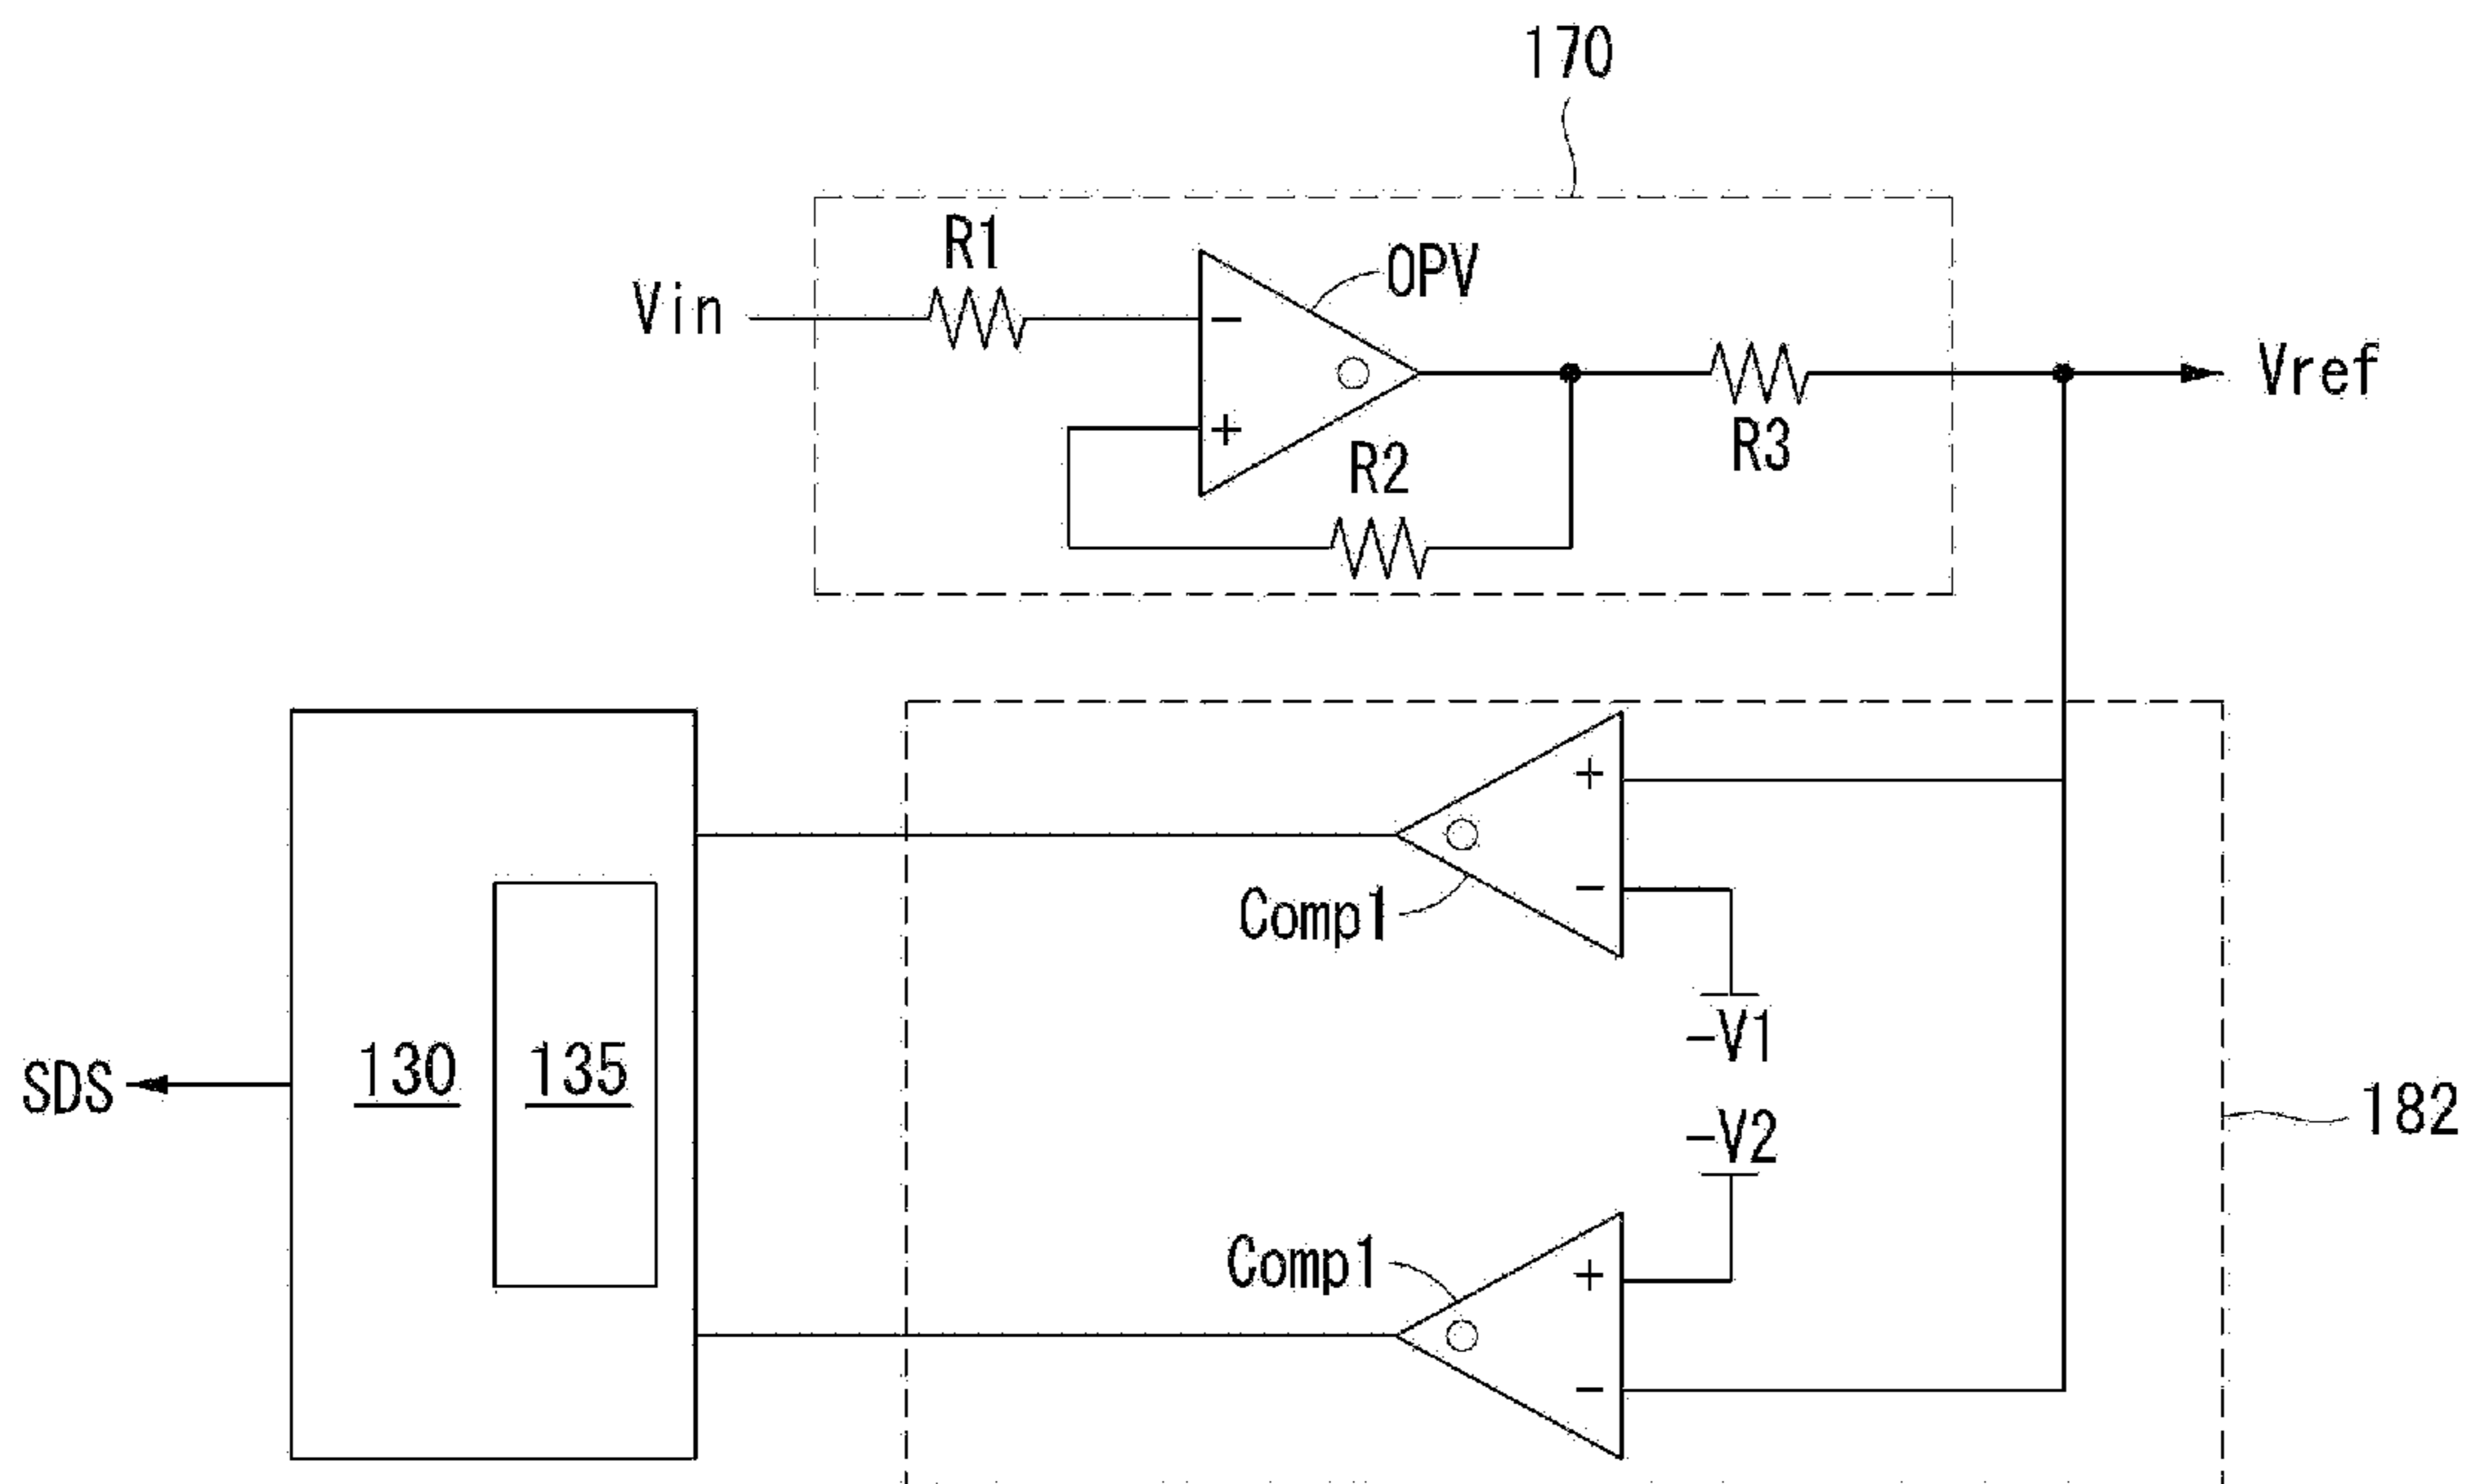 170
R1
Vin
OPV
-
+
R2
R3
Vref
+
-
Comp1
-V1
130
135
SDS
-V2
182
Comp1
+
-